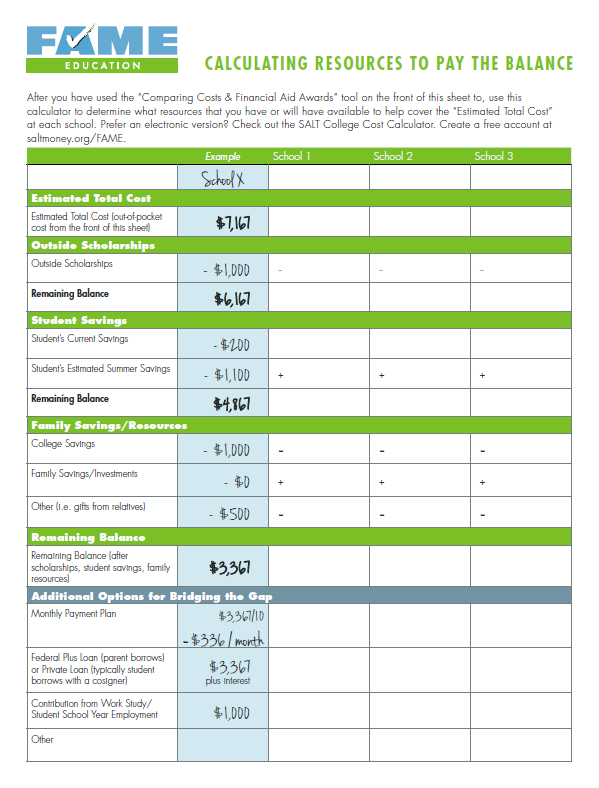 FAME
EDUCATION
CALCULATING RESOURCES TO PAY THE BALANCE
After you have used the “Comparing Costs & Financial Aid Awards” tool on the front of this sheet to, use this
calculator to determine what resources that you have or will have available to help cover the “Estimated Total Cost”
at each school. Prefer an electronic version? Check out the SALT College Cost Calculator. Create a free account at
saltmoney.org/FAME.
Example School 1 School 2 School 3
School X
Estimated Total Cost
Estimated Total Cost (out-of-pocket
cost from the front of this sheet)
$7,167
Outside Scholarships
Outside Scholarships - $1,000 - - -
Remaining Balance $6,167
Student Savings
Student's Current Savings - $200
Student's Estimated Summer Savings - $1,100 + + +
Remaining Balance $4,867
Family Savings/Resources
College Savings - $1,000 - - -
Family Savings/Investments - $0 + + +
Other (i.e. gifts from relatives) - $500 - - -
Remaining Balance
Remaining Balance (after
scholarships, student savings, family
resources)
$3,367
Additional Options for Bridging the Gap
Monthly Payment Plan $3,367/10
- $336 / month
Federal Plus Loan (parent borrows)
or Private Loan (typically student
borrows with a cosigner)
$3,367
plus interest
Contribution from Work Study/
Student School Year Employment
$1,000
Other